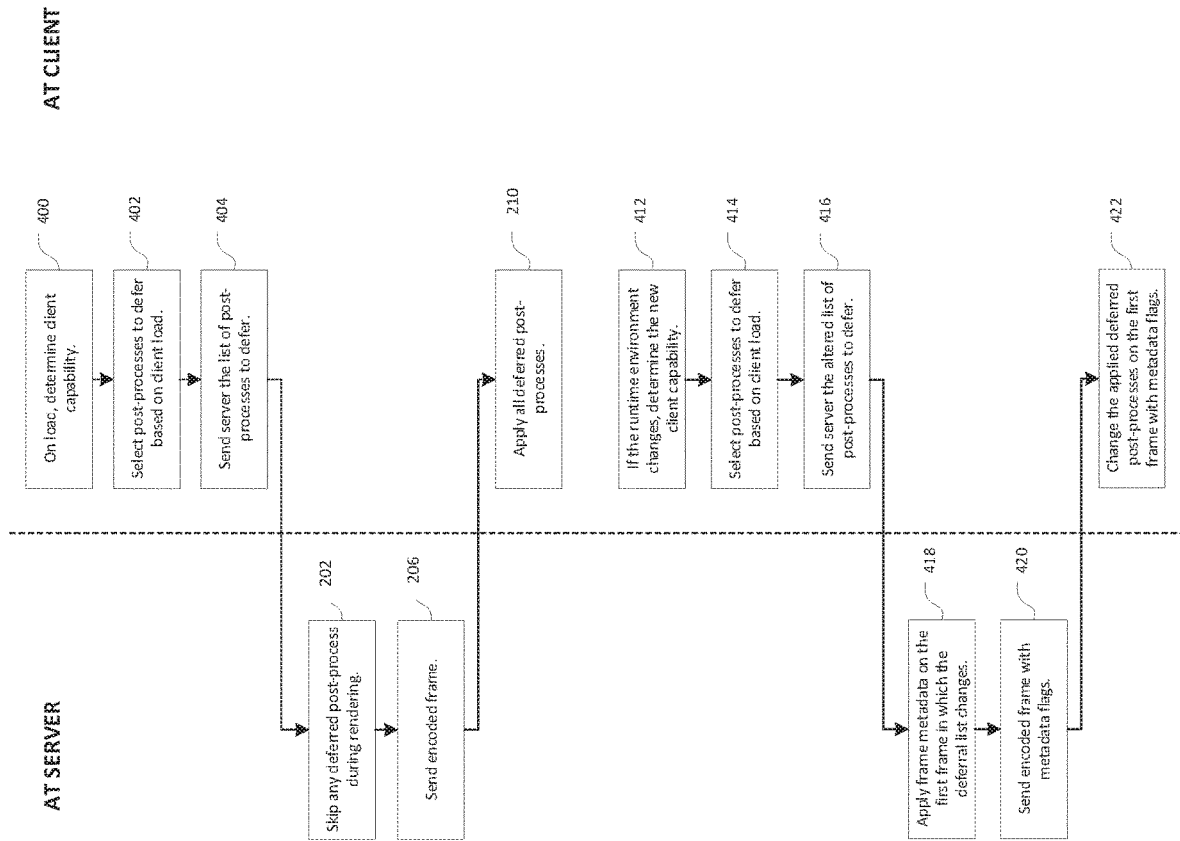 AT SERVER
AT CLIENT
On load, determine client
capability.
400
Select post-processes to defer
based on client load.
402
Send server the list of post-
processes to defer.
404
Skip any deferred post-process
during rendering.
202
Send encoded frame.
206
Apply all deferred post-
processes.
210
If the runtime environment
changes, determine the new
client capability.
412
Select post-processes to defer
based on client load.
414
Send server the altered list of
post-processes to defer.
416
Apply frame metadata on the
first frame in which the
deferral list changes.
418
Send encoded frame with
metadata flags.
420
Change the applied deferred
post-processes on the first
frame with metadata flags.
422